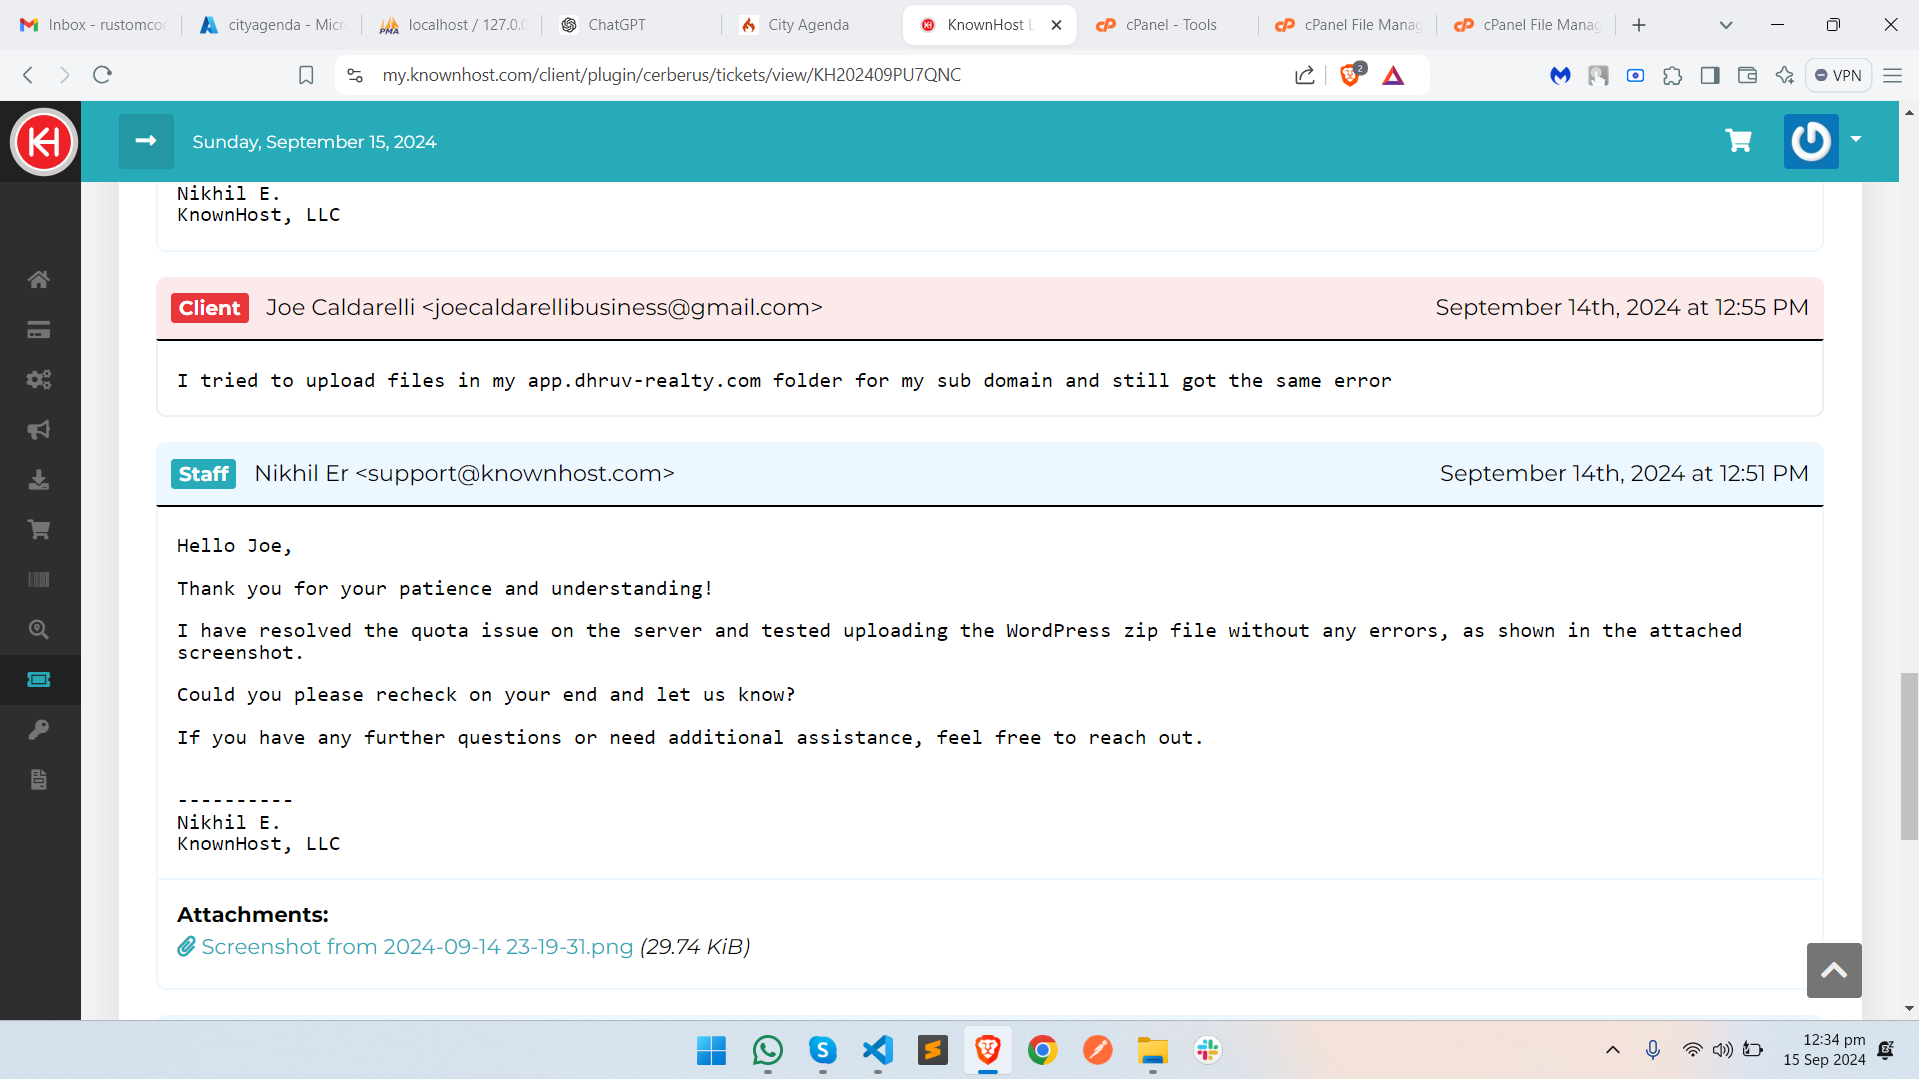 Inbox - rustomcoc
cityagenda - Micr
localhost / 127.0.0
ChatGPT
City Agenda
KnownHost L
cPanel - Tools
cPanel File Manag
cPanel File Manag
my.knownhost.com/client/plugin/cerberus/tickets/view/KH202409PU7QNC
2
VPN
KH
Sunday, September 15, 2024
Nikhil E.
KnownHost, LLC
Client Joe Caldarelli <joecaldarellibusiness@gmail.com> September 14th, 2024 at 12:55 PM
I tried to upload files in my app.dhruv-realty.com folder for my sub domain and still got the same error
Staff Nikhil Er <support@knownhost.com> September 14th, 2024 at 12:51 PM
Hello Joe,
Thank you for your patience and understanding!
I have resolved the quota issue on the server and tested uploading the WordPress zip file without any errors, as shown in the attached
screenshot.
Could you please recheck on your end and let us know?
If you have any further questions or need additional assistance, feel free to reach out.
----------
Nikhil E.
KnownHost, LLC
Attachments:
Screenshot from 2024-09-14 23-19-31.png (29.74 KiB)
12:34 pm
15 Sep 2024